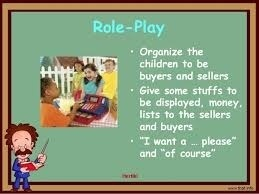 Role-Play
• Organize the
children to be
buyers and sellers
• Give some stuffs to
be displayed, money,
lists to the sellers
and buyers
• "I want a … please"
and "of course"